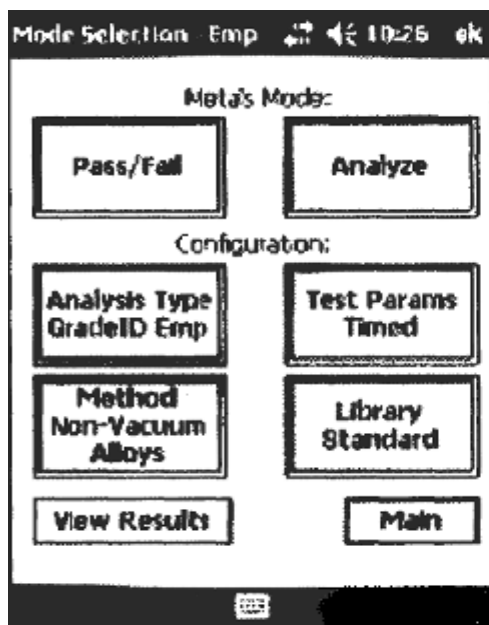 Mode Selection - Emp 10:26 ok
Metals Mode:
Pass/Fail
Analyze
Configuration:
Analysis Type
GradeID Emp
Test Params
Timed
Method
Non-Vacuum
Alloys
Library
Standard
View Results
Main